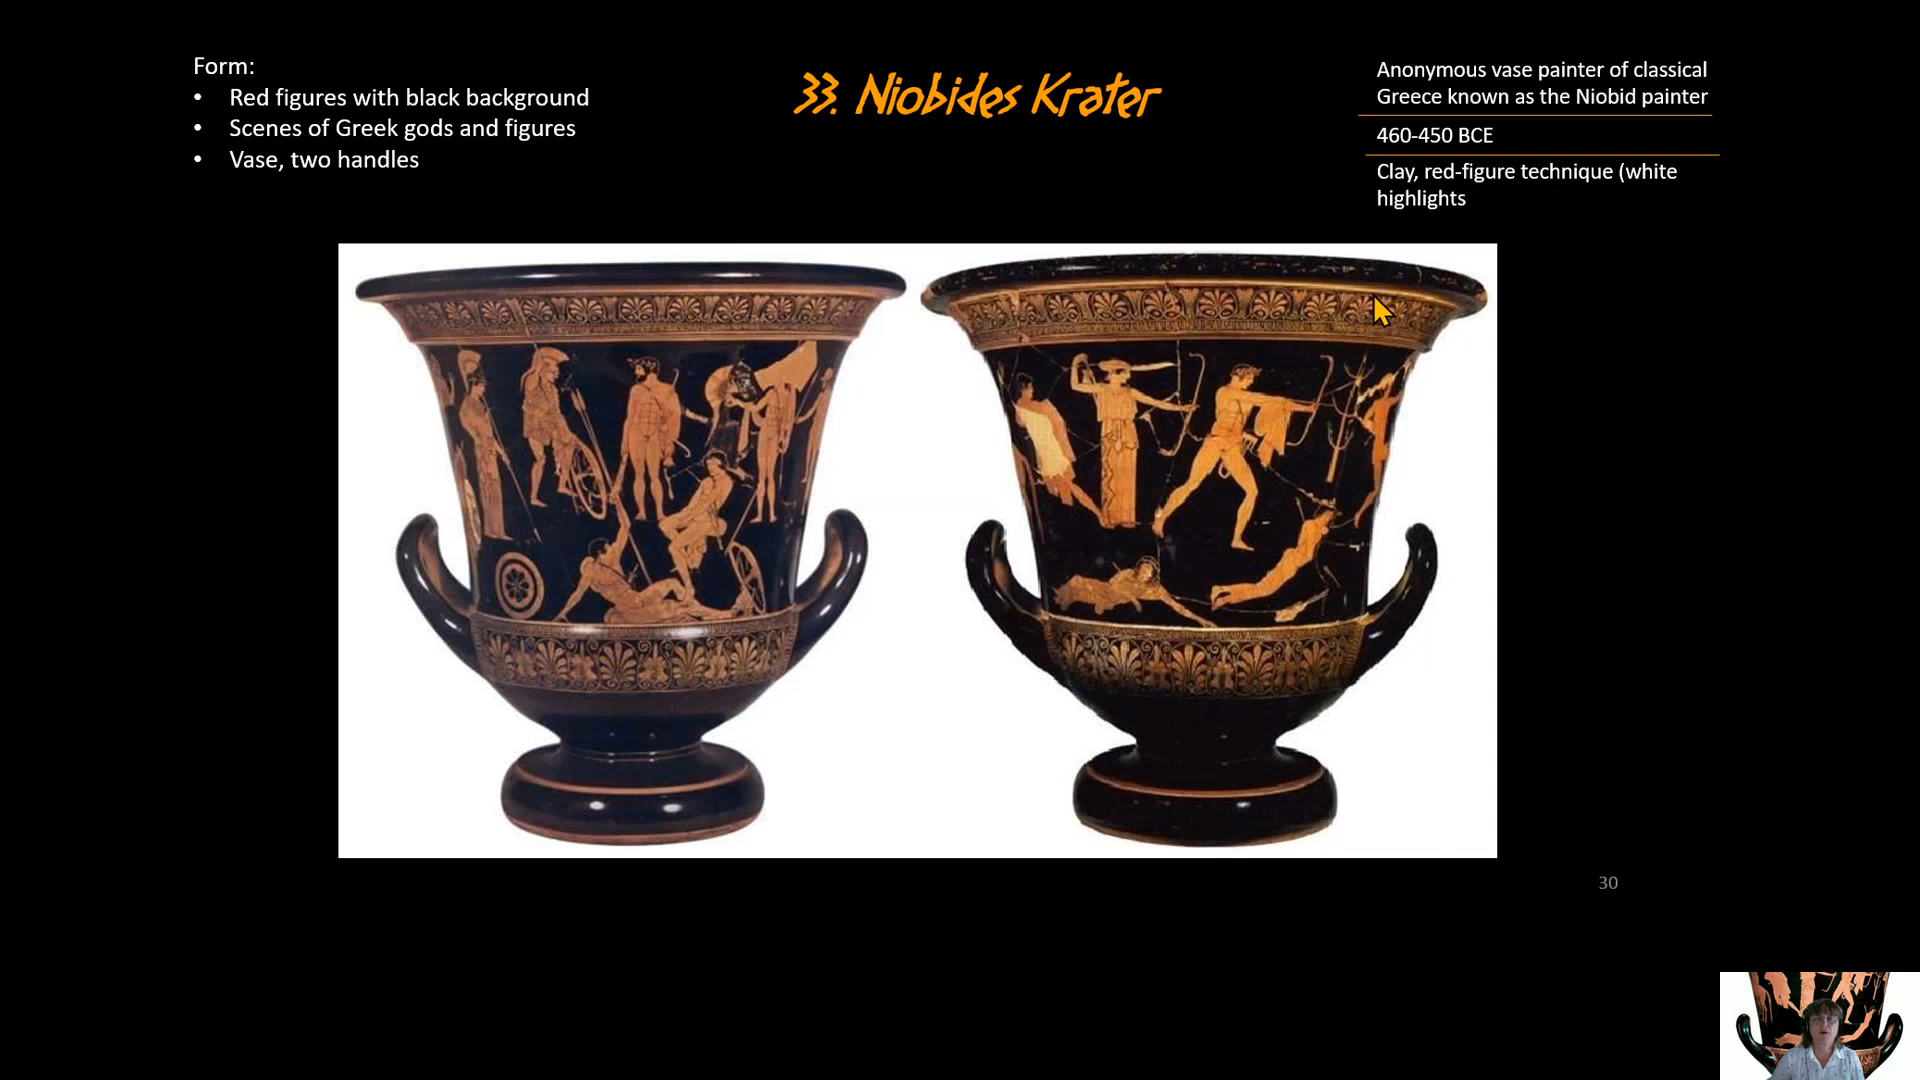 Form:
• Red figures with black background
• Scenes of Greek gods and figures
• Vase, two handles
33. Niobides Krater
Anonymous vase painter of classical
Greece known as the Niobid painter
460-450 BCE
Clay, red-figure technique (white
highlights
30